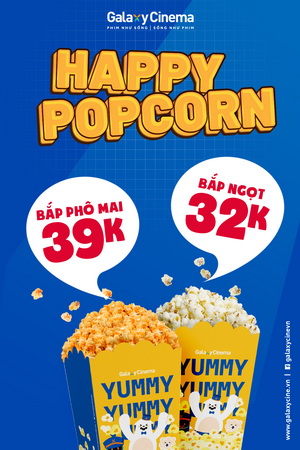 Galaxy Cinema
PHIM NHƯ SỐNG | SỐNG NHƯ PHIM
HAPPY
POPCORN
BẮP PHÔ MAI
39K
BẮP NGỌT
32K
Galaxy Cinema
YUMMY
YUMMY
Galaxy Cinema
YUMMY
YUMMY
www.galaxycine.vn | galaxycinevn